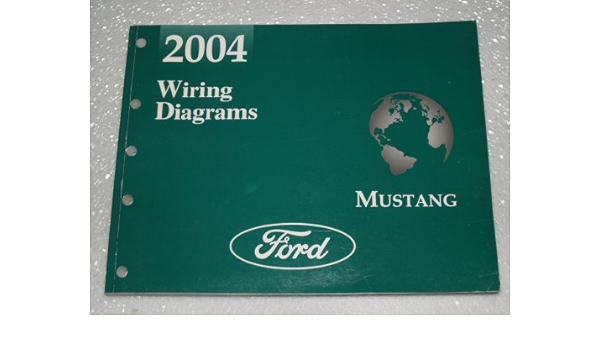 2004
Wiring
Diagrams
MUSTANG
Ford